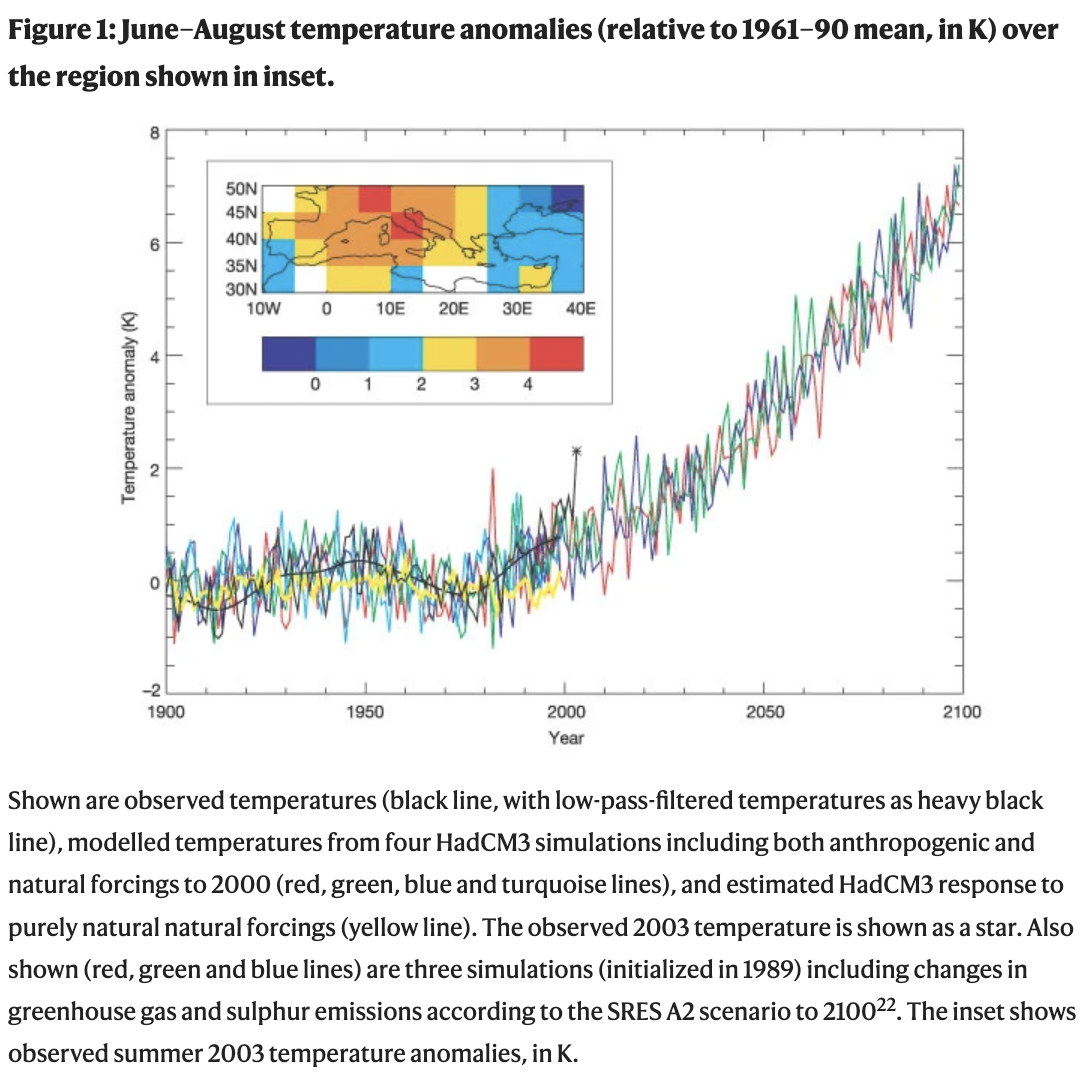 Figure 1: June–August temperature anomalies (relative to 1961–90 mean, in K) over
the region shown in inset.
8
6
4
2
0
−2
Temperature anomaly (K)
50N
45N
40N
35N
30N
10W 0 10E 20E 30E 40E
0 1 2 3 4
1900 1950 2000 2050 2100
Year
Shown are observed temperatures (black line, with low-pass-filtered temperatures as heavy black
line), modelled temperatures from four HadCM3 simulations including both anthropogenic and
natural forcings to 2000 (red, green, blue and turquoise lines), and estimated HadCM3 response to
purely natural natural forcings (yellow line). The observed 2003 temperature is shown as a star. Also
shown (red, green and blue lines) are three simulations (initialized in 1989) including changes in
greenhouse gas and sulphur emissions according to the SRES A2 scenario to 2100²². The inset shows
observed summer 2003 temperature anomalies, in K.